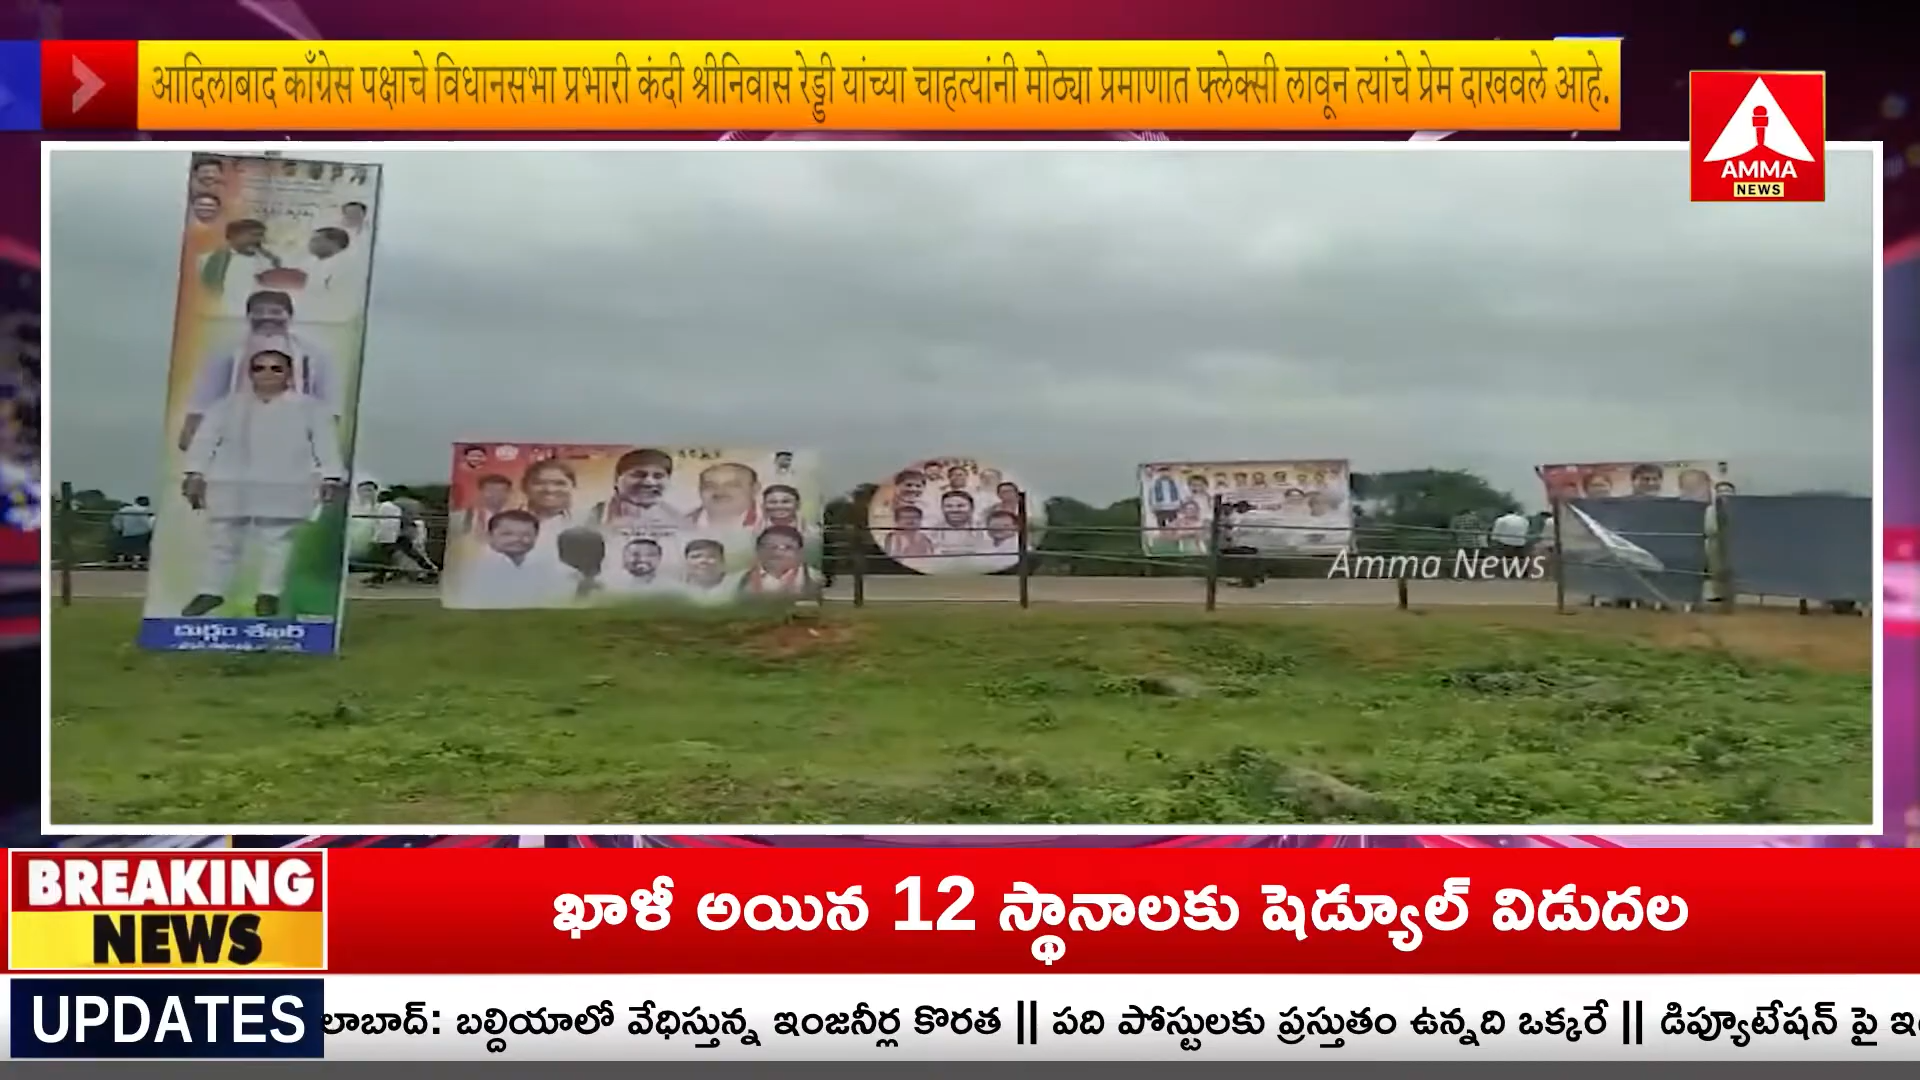 आदिलाबाद काँग्रेस पक्षाचे विधानसभा प्रभारी कंदी श्रीनिवास रेड्डी यांच्या चाहत्यांनी मोठ्या प्रमाणात फ्लेक्सी लावून त्यांचे प्रेम दाखवले आहे.
AMMA
NEWS
Amma News
BREAKING
NEWS
ఖాళీ అయిన 12 స్థానాలకు షెడ్యూల్ విడుదల
UPDATES
లాబాద్: బల్దియాలో వేధిస్తున్న ఇంజనీర్ల కొరత || పది పోస్టులకు ప్రస్తుతం ఉన్నది ఒక్కరే || డిప్యూటేషన్ పై